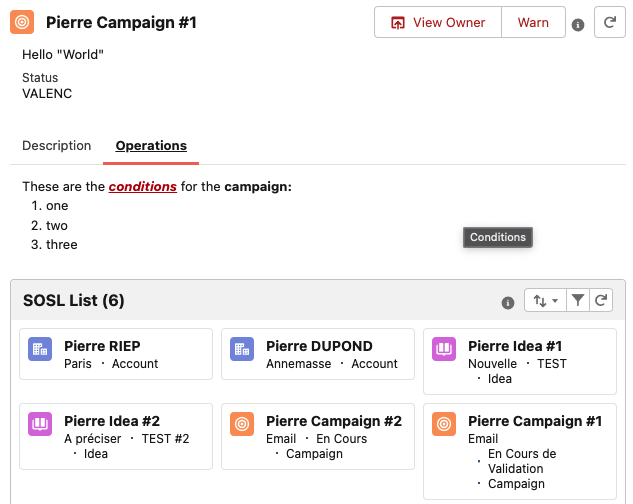 Pierre Campaign #1
View Owner
Warn
Hello "World"
Status
VALENC
Description
Operations
These are the conditions for the campaign:
1. one
2. two
3. three
Conditions
SOSL List (6)
Pierre RIEP
Paris · Account
Pierre DUPOND
Annemasse · Account
Pierre Idea #1
Nouvelle · TEST
· Idea
Pierre Idea #2
A préciser · TEST #2
· Idea
Pierre Campaign #2
Email · En Cours
· Campaign
Pierre Campaign #1
Email
· En Cours de
Validation
· Campaign